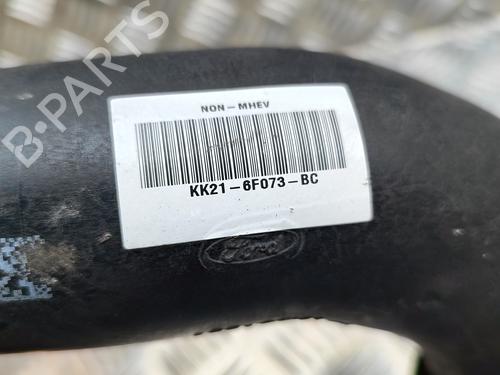 NON-MHEV
KK21-6F073-BC
Ford
B-PARTS